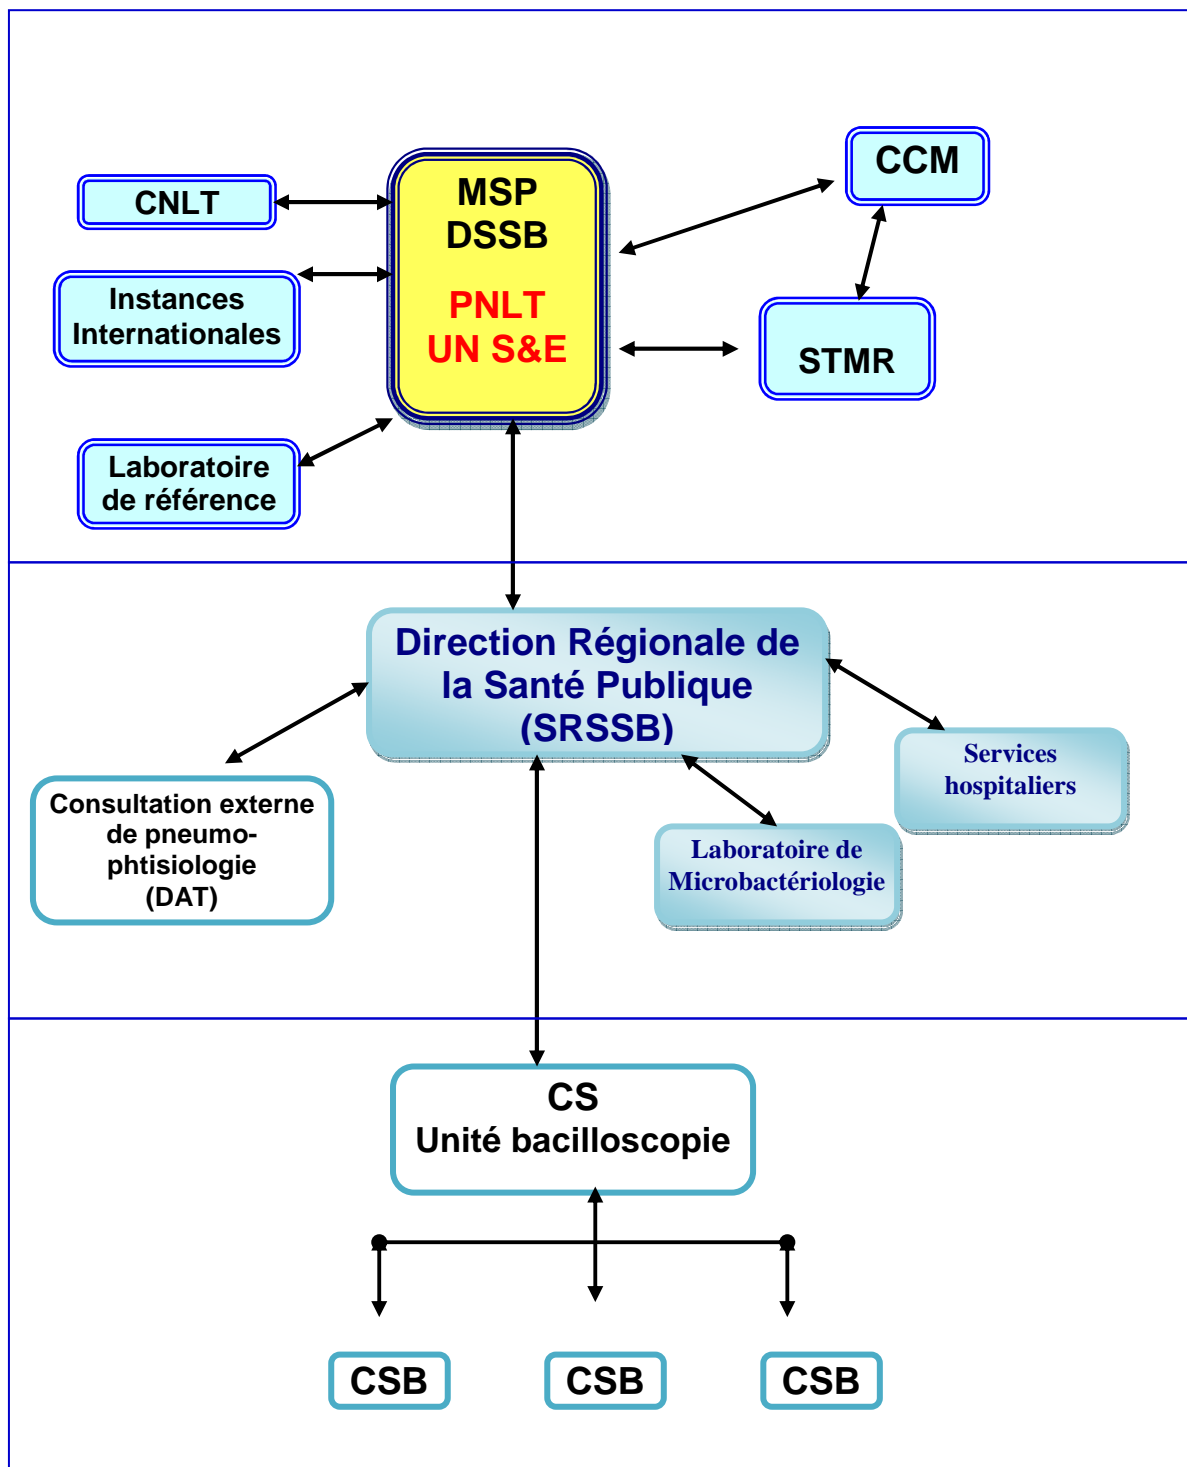 CNLT
Instances
Internationales
Laboratoire
de référence
MSP
DSSB
PNLT
UN S&E
CCM
STMR
Direction Régionale de
la Santé Publique
(SRSSB)
Consultation externe
de pneumo-
phtisiologie
(DAT)
Laboratoire de
Microbactériologie
Services
hospitaliers
CS
Unité bacilloscopie
CSB
CSB
CSB